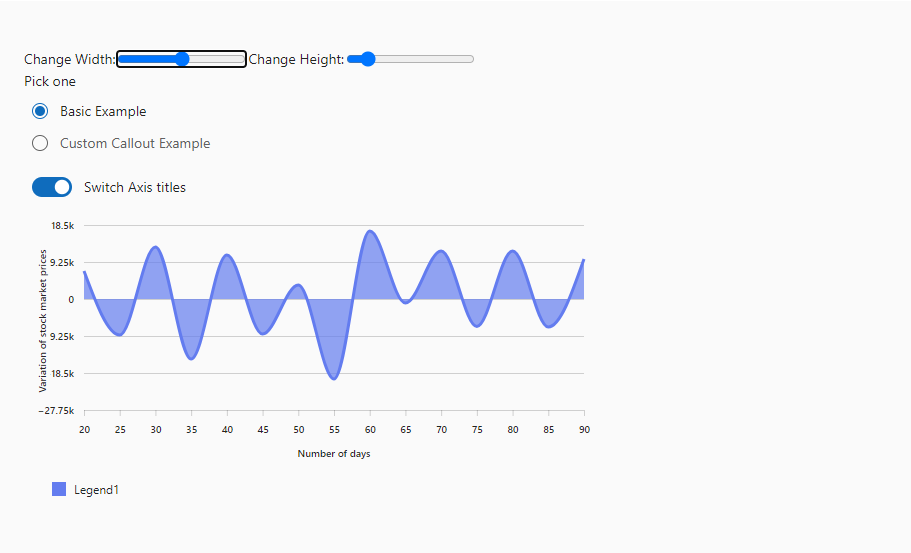 Change Width: Change Height:
Pick one
Basic Example
Custom Callout Example
Switch Axis titles
18.5k
9.25k
0
9.25k
18.5k
−27.75k
Variation of stock market prices
20 25 30 35 40 45 50 55 60 65 70 75 80 85 90
Number of days
Legend1